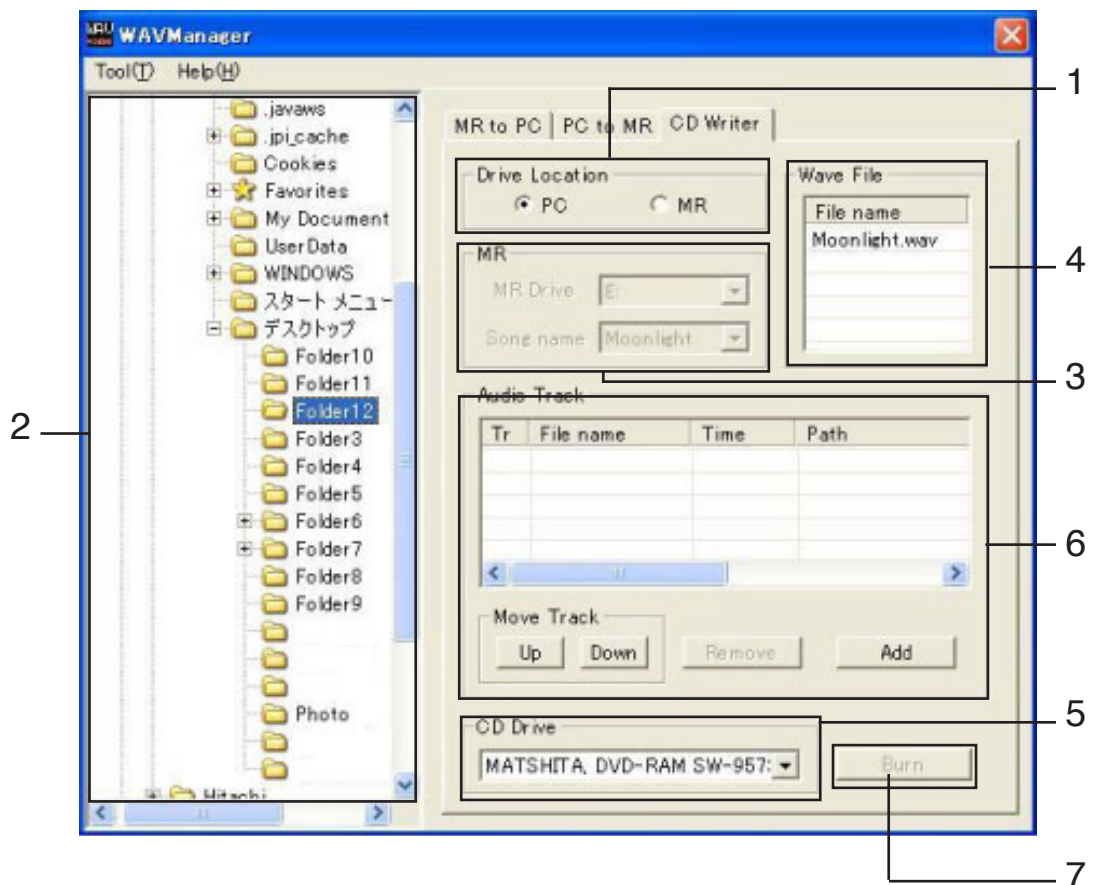 WAVManager
Tool(T) Help(H)
.javaws
.jpi_cache
Cookies
Favorites
My Document
UserData
WINDOWS
スタート メニュー
デスクトップ
Folder10
Folder11
Folder12
Folder3
Folder4
Folder5
Folder6
Folder7
Folder8
Folder9
Photo
Hitachi
MR to PC PC to MR CD Writer
Drive Location
PC MR
Wave File
File name
Moonlight.wav
MR
MR Drive E:
Song name Moonlight
Audio Track
Tr File name Time Path
Move Track
Up Down Remove Add
CD Drive
MATSHITA, DVD-RAM SW-957:
Burn
1
2
3
4
5
6
7